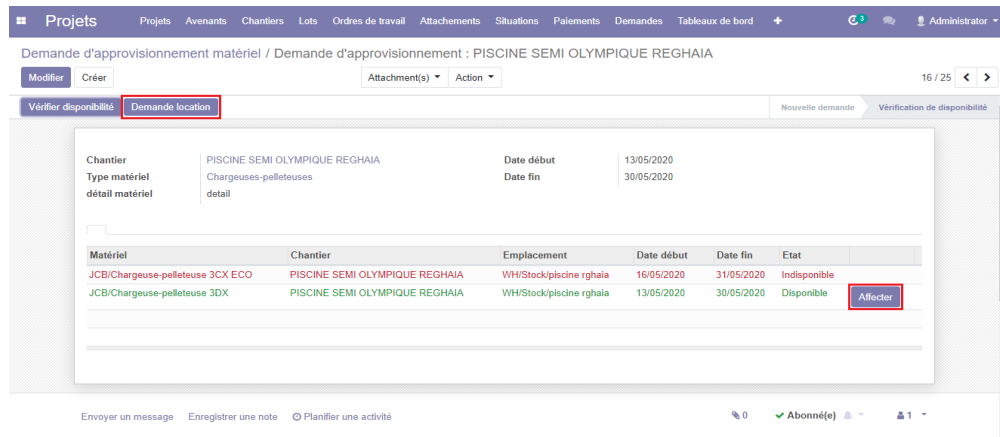 Projets Projets Avenants Chantiers Lots Ordres de travail Attachements Situations Paiements Demandes Tableaux de bord + 3 Administrator
Demande d'approvisionnement matériel / Demande d'approvisionnement : PISCINE SEMI OLYMPIQUE REGHAIA
Modifier Créer Attachment(s) Action 16 / 25
Vérifier disponibilité Demande location Nouvelle demande Vérification de disponibilité
Chantier PISCINE SEMI OLYMPIQUE REGHAIA Date début 13/05/2020
Type matériel Chargeuses-pelleteuses Date fin 30/05/2020
détail matériel detail
Matériel Chantier Emplacement Date début Date fin Etat
JCB/Chargeuse-pelleteuse 3CX ECO PISCINE SEMI OLYMPIQUE REGHAIA WH/Stock/piscine rghaia 16/05/2020 31/05/2020 Indisponible
JCB/Chargeuse-pelleteuse 3DX PISCINE SEMI OLYMPIQUE REGHAIA WH/Stock/piscine rghaia 13/05/2020 30/05/2020 Disponible Affecter
Envoyer un message Enregistrer une note Planifier une activité 0 Abonné(e) 1